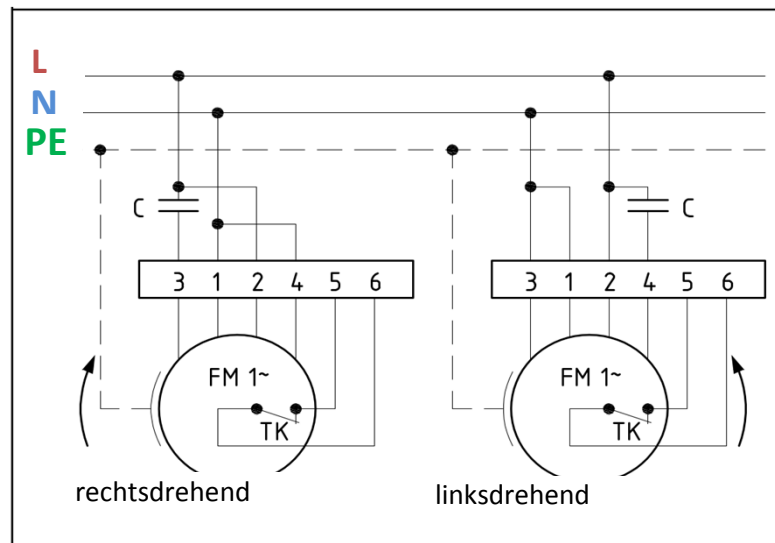 L
N
PE
C
C
3 1 2 4 5 6
3 1 2 4 5 6
FM 1~
FM 1~
TK
TK
rechtsdrehend
linksdrehend